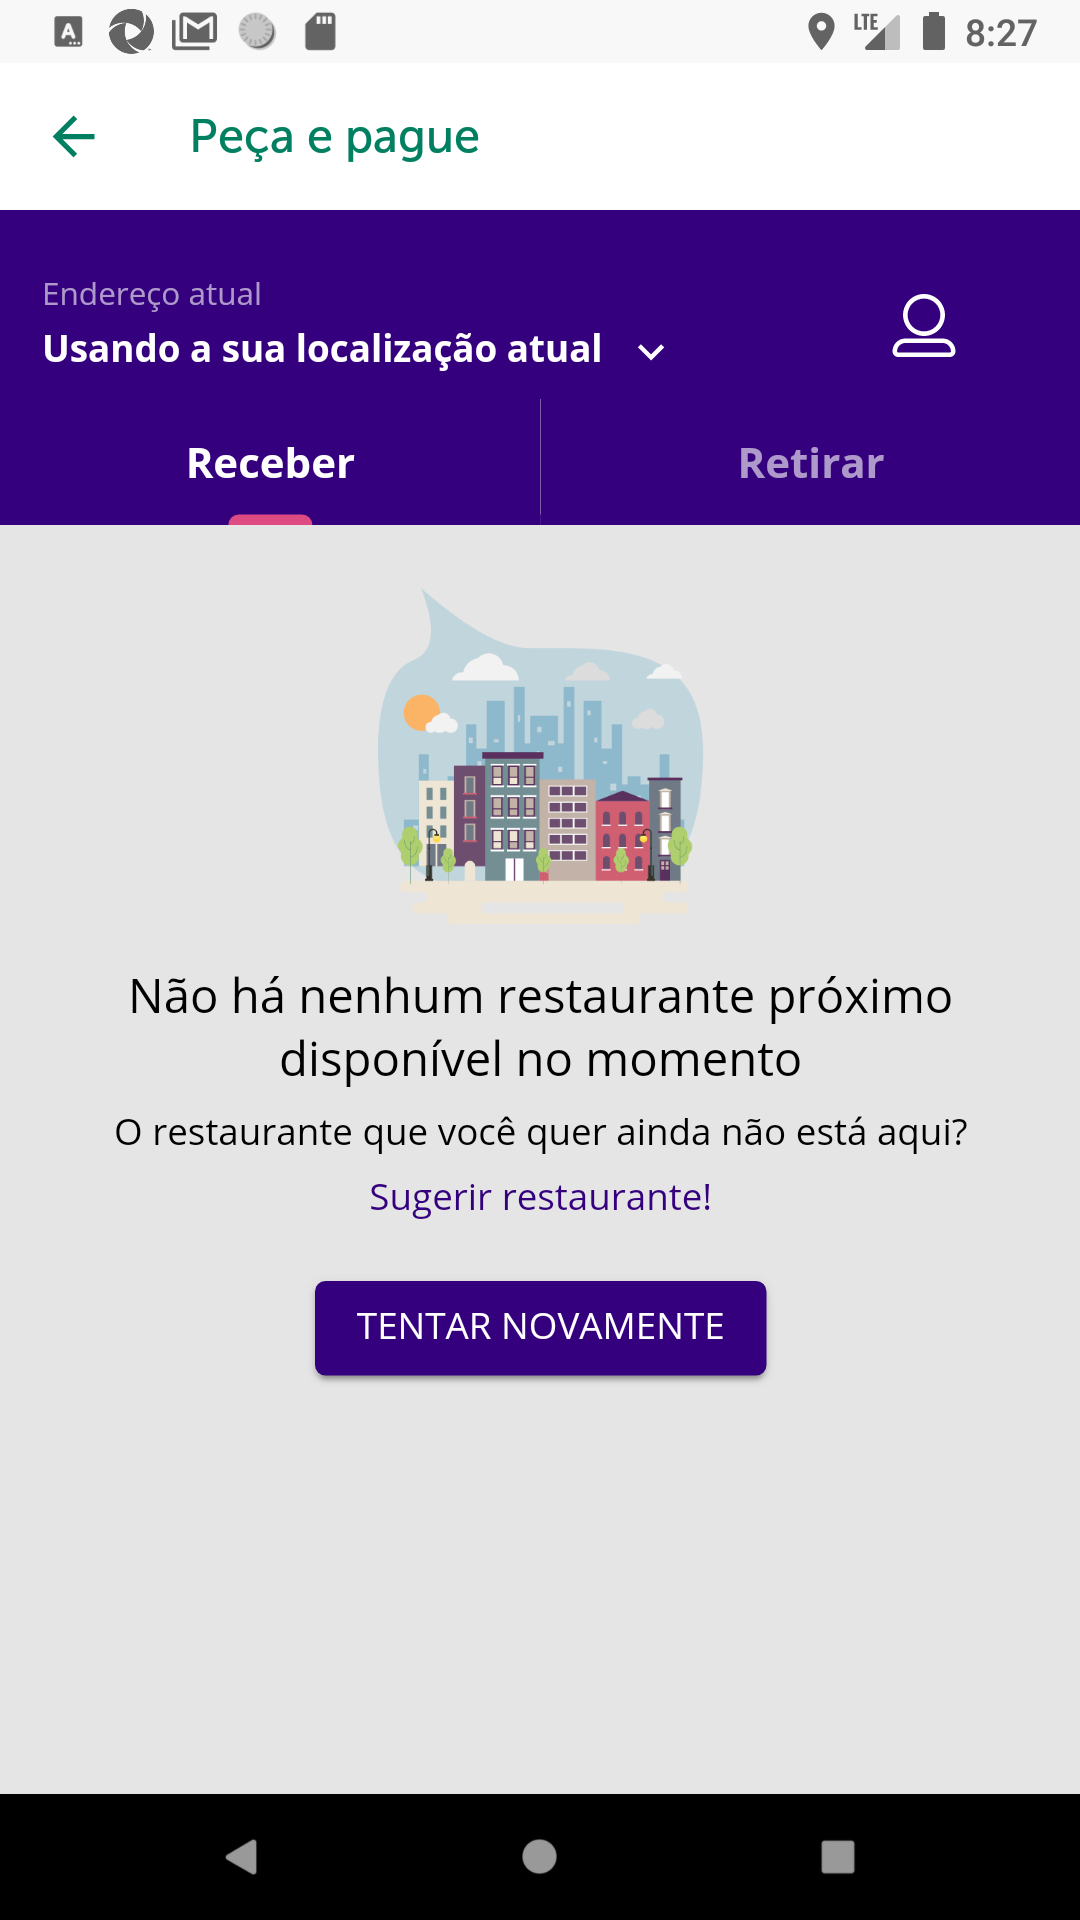 LTE 8:27
Peça e pague
Endereço atual
Usando a sua localização atual
Receber
Retirar
Não há nenhum restaurante próximo
disponível no momento
O restaurante que você quer ainda não está aqui?
Sugerir restaurante!
TENTAR NOVAMENTE